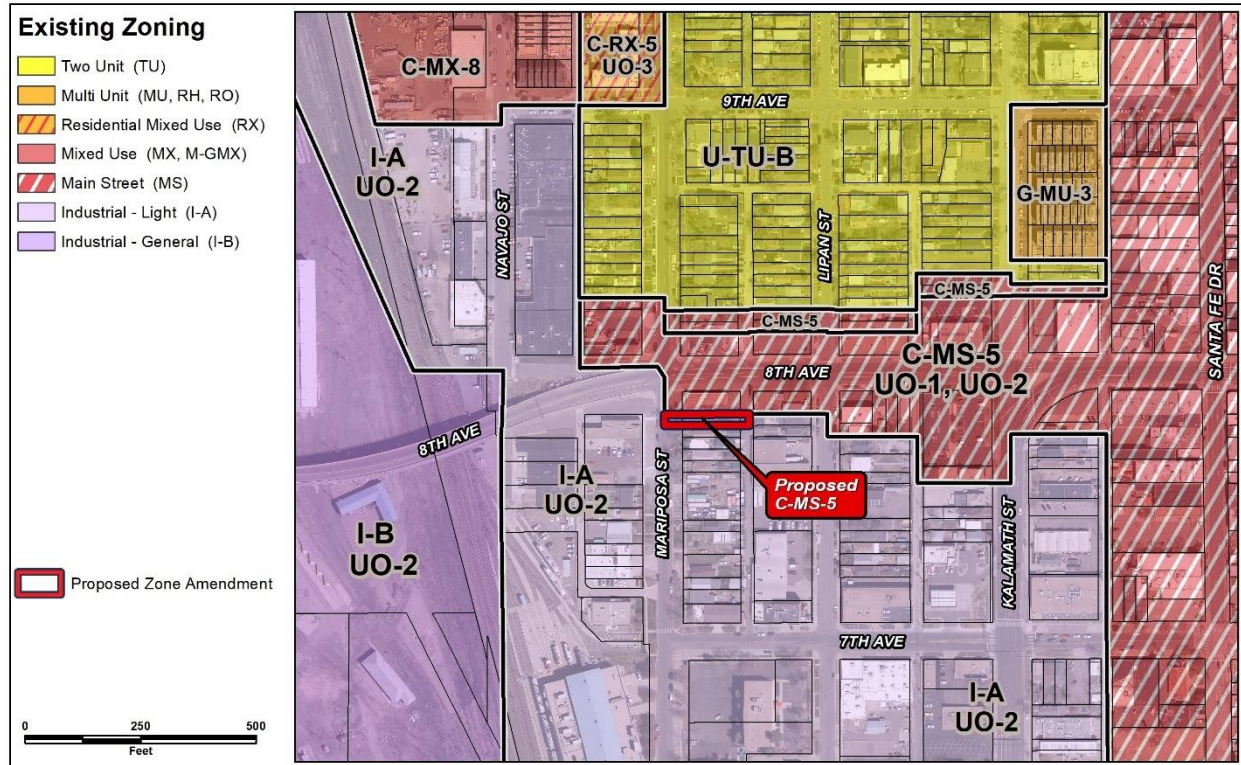 Existing Zoning
Two Unit (TU)
Multi Unit (MU, RH, RO)
Residential Mixed Use (RX)
Mixed Use (MX, M-GMX)
Main Street (MS)
Industrial - Light (I-A)
Industrial - General (I-B)
Proposed Zone Amendment
0 250 500
Feet
C-MX-8
C-RX-5
UO-3
9TH AVE
I-A
UO-2
U-TU-B
G-MU-3
NAVAJO ST
LIPAN ST
SANTA FE DR
C-MS-5
C-MS-5
C-MS-5
UO-1, UO-2
8TH AVE
8TH AVE
Proposed
C-MS-5
I-A
UO-2
MARIPOSA ST
KALAMATH ST
I-B
UO-2
7TH AVE
I-A
UO-2